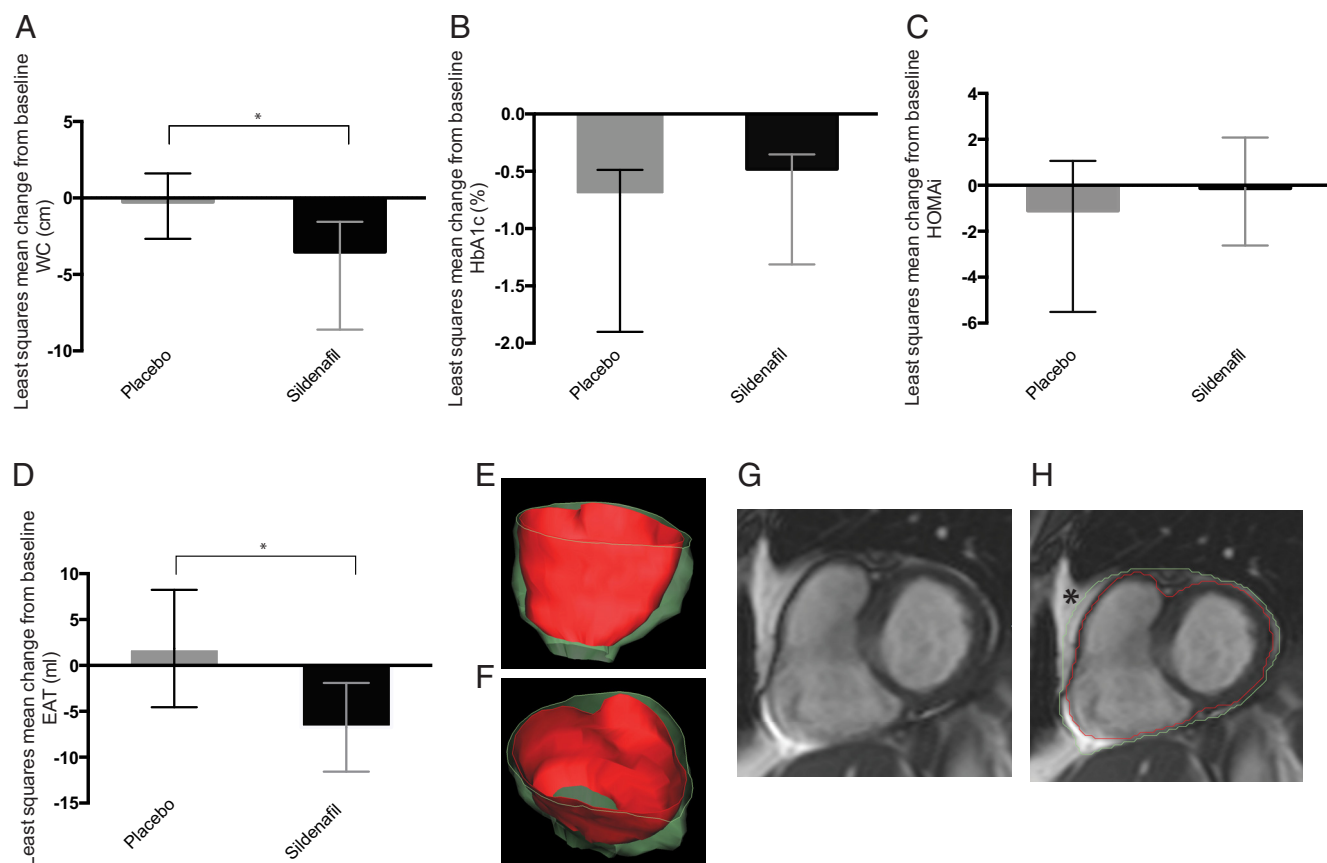 A
Least squares mean change from baseline
WC (cm)
5
0
-5
-10
*
Placebo
Sildenafil
B
Least squares mean change from baseline
HbA1c (%)
0.0
-0.5
-1.0
-1.5
-2.0
Placebo
Sildenafil
C
Least squares mean change from baseline
HOMAi
4
2
0
-2
-4
-6
Placebo
Sildenafil
D
Least squares mean change from baseline
EAT (ml)
10
5
0
-5
-10
-15
*
Placebo
Sildenafil
E
F
G
H
*